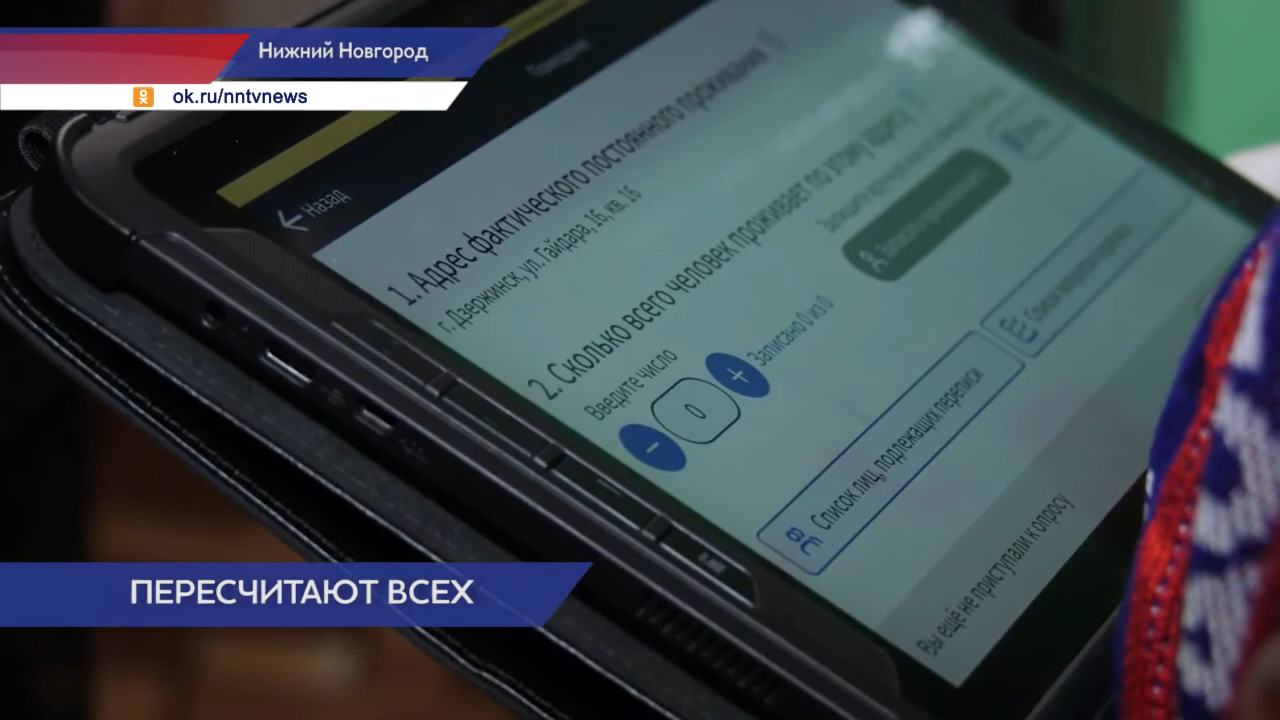 Нижний Новгород
ok.ru/nntvnews
Назад
1. Адрес фактического постоянного проживания
г. Дзержинск, ул. Гайдара, 16, кв. 16
2. Сколько всего человек проживает по этому адресу
Введите число
0
Записано 0 из 0
Список лиц, подлежащих переписи
Вы ещё не приступали к опросу
ПЕРЕСЧИТАЮТ ВСЕХ